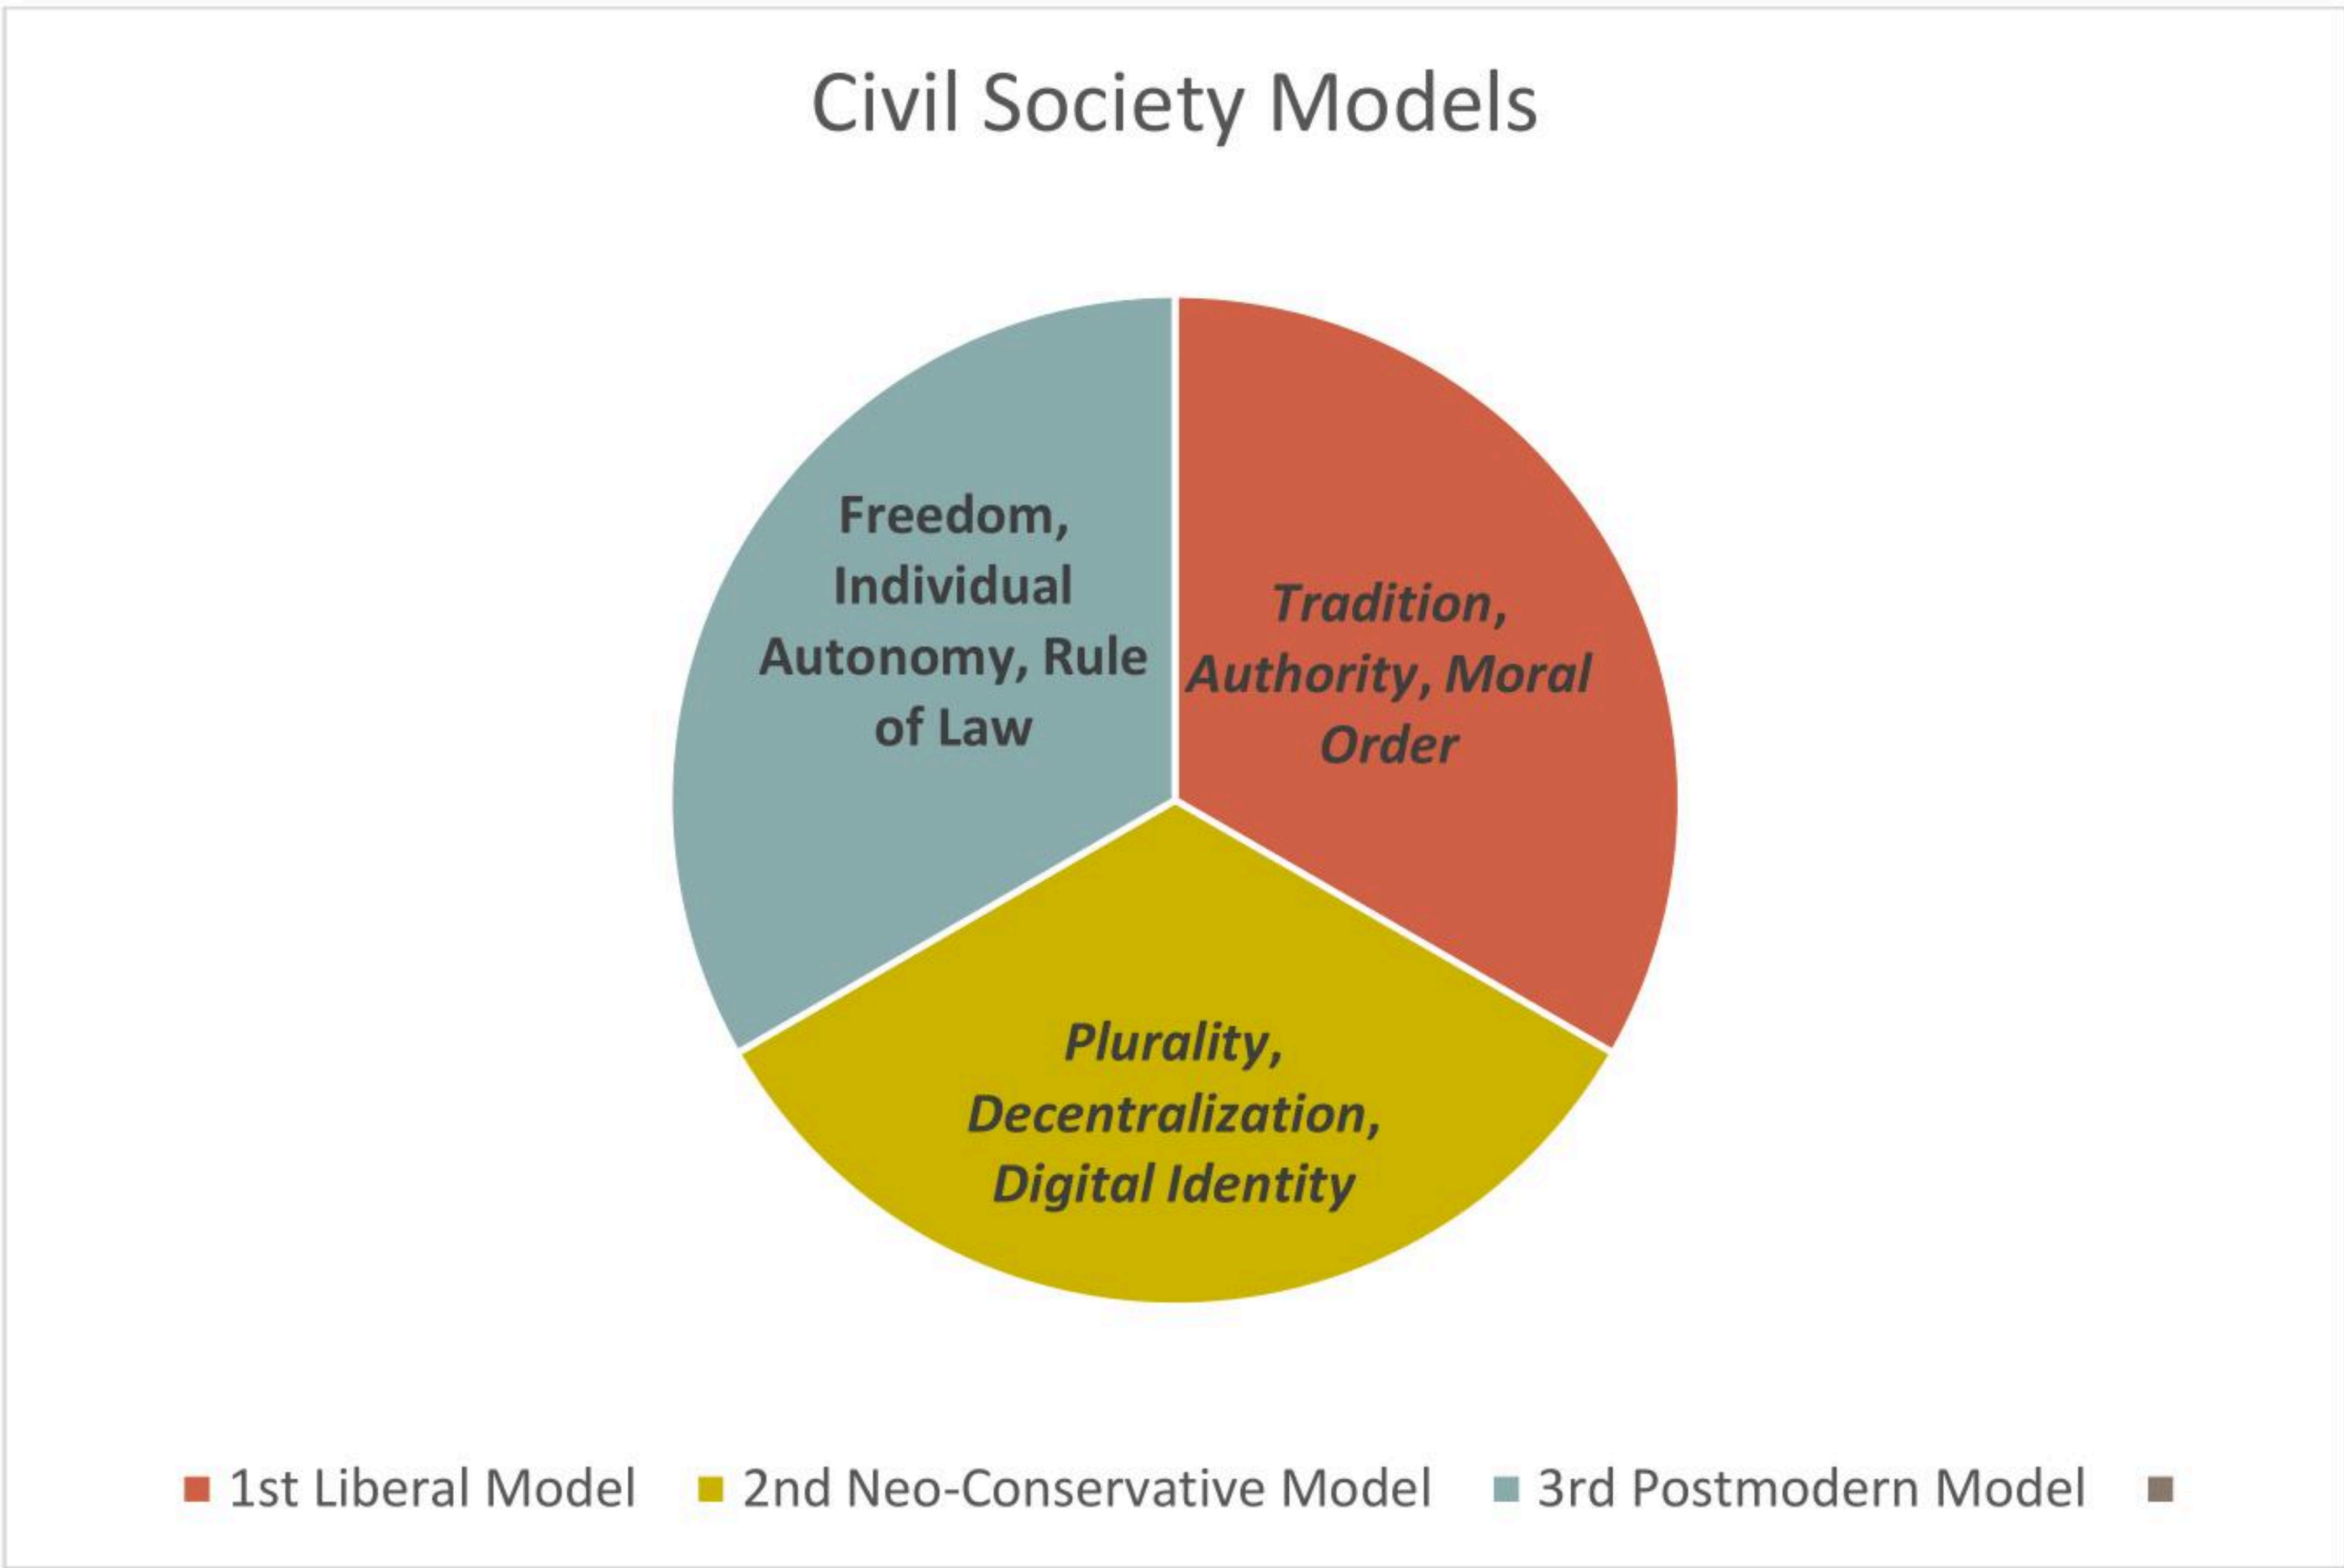 Civil Society Models
Freedom,
Individual
Autonomy, Rule
of Law
Tradition,
Authority, Moral
Order
Plurality,
Decentralization,
Digital Identity
1st Liberal Model
2nd Neo-Conservative Model
3rd Postmodern Model